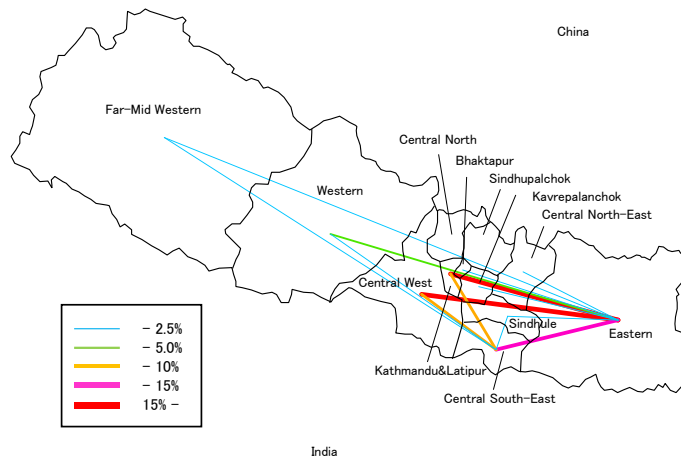 China
Far-Mid Western
Central North
Bhaktapur
Sindhupalchok
Western
Kavrepalanchok
Central North-East
Central West
- 2.5%
- 5.0%
- 10%
- 15%
15% -
Sindhule
Eastern
Kathmandu&Latipur
Central South-East
India